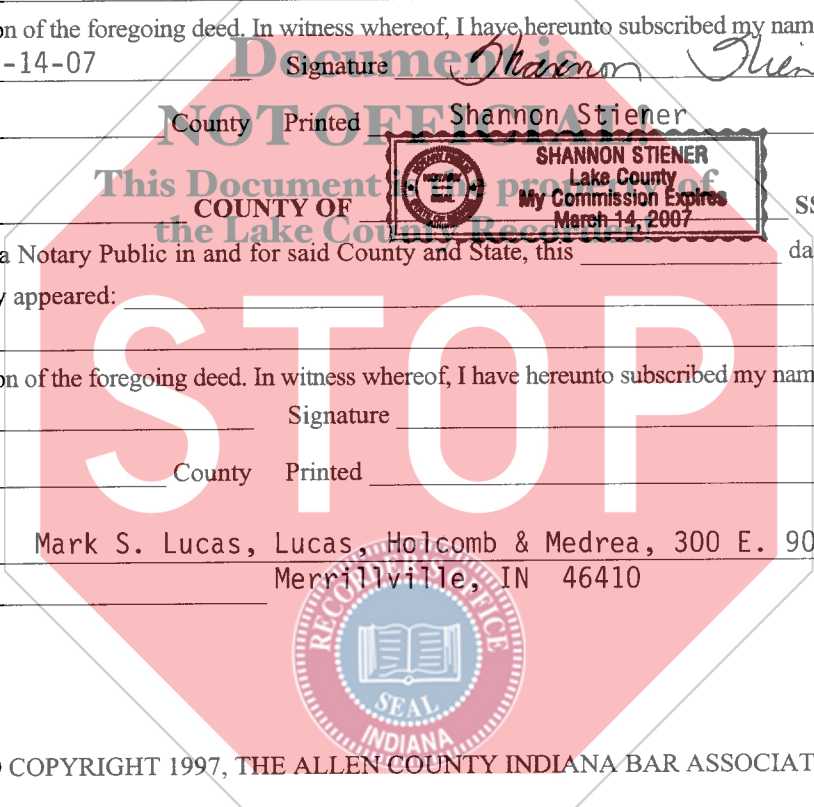 on of the foregoing deed. In witness whereof, I have hereunto subscribed my nam
Document is
-14-07 Signature Shannon Stien
NOT OFFICIAL!
County Printed Shannon Stiener
SHANNON STIENER
Lake County
My Commission Expires
March 14, 2007
NOTARY PUBLIC
SEAL
This Document is the property of
COUNTY OF SS
the Lake County Recorder!
a Notary Public in and for said County and State, this da
y appeared:
STOP
on of the foregoing deed. In witness whereof, I have hereunto subscribed my nam
Signature
County Printed
Mark S. Lucas, Lucas, Holcomb & Medrea, 300 E. 90
Merrillville, IN 46410
RECORDER'S OFFICE
SEAL
INDIANA
COPYRIGHT 1997, THE ALLEN COUNTY INDIANA BAR ASSOCIAT